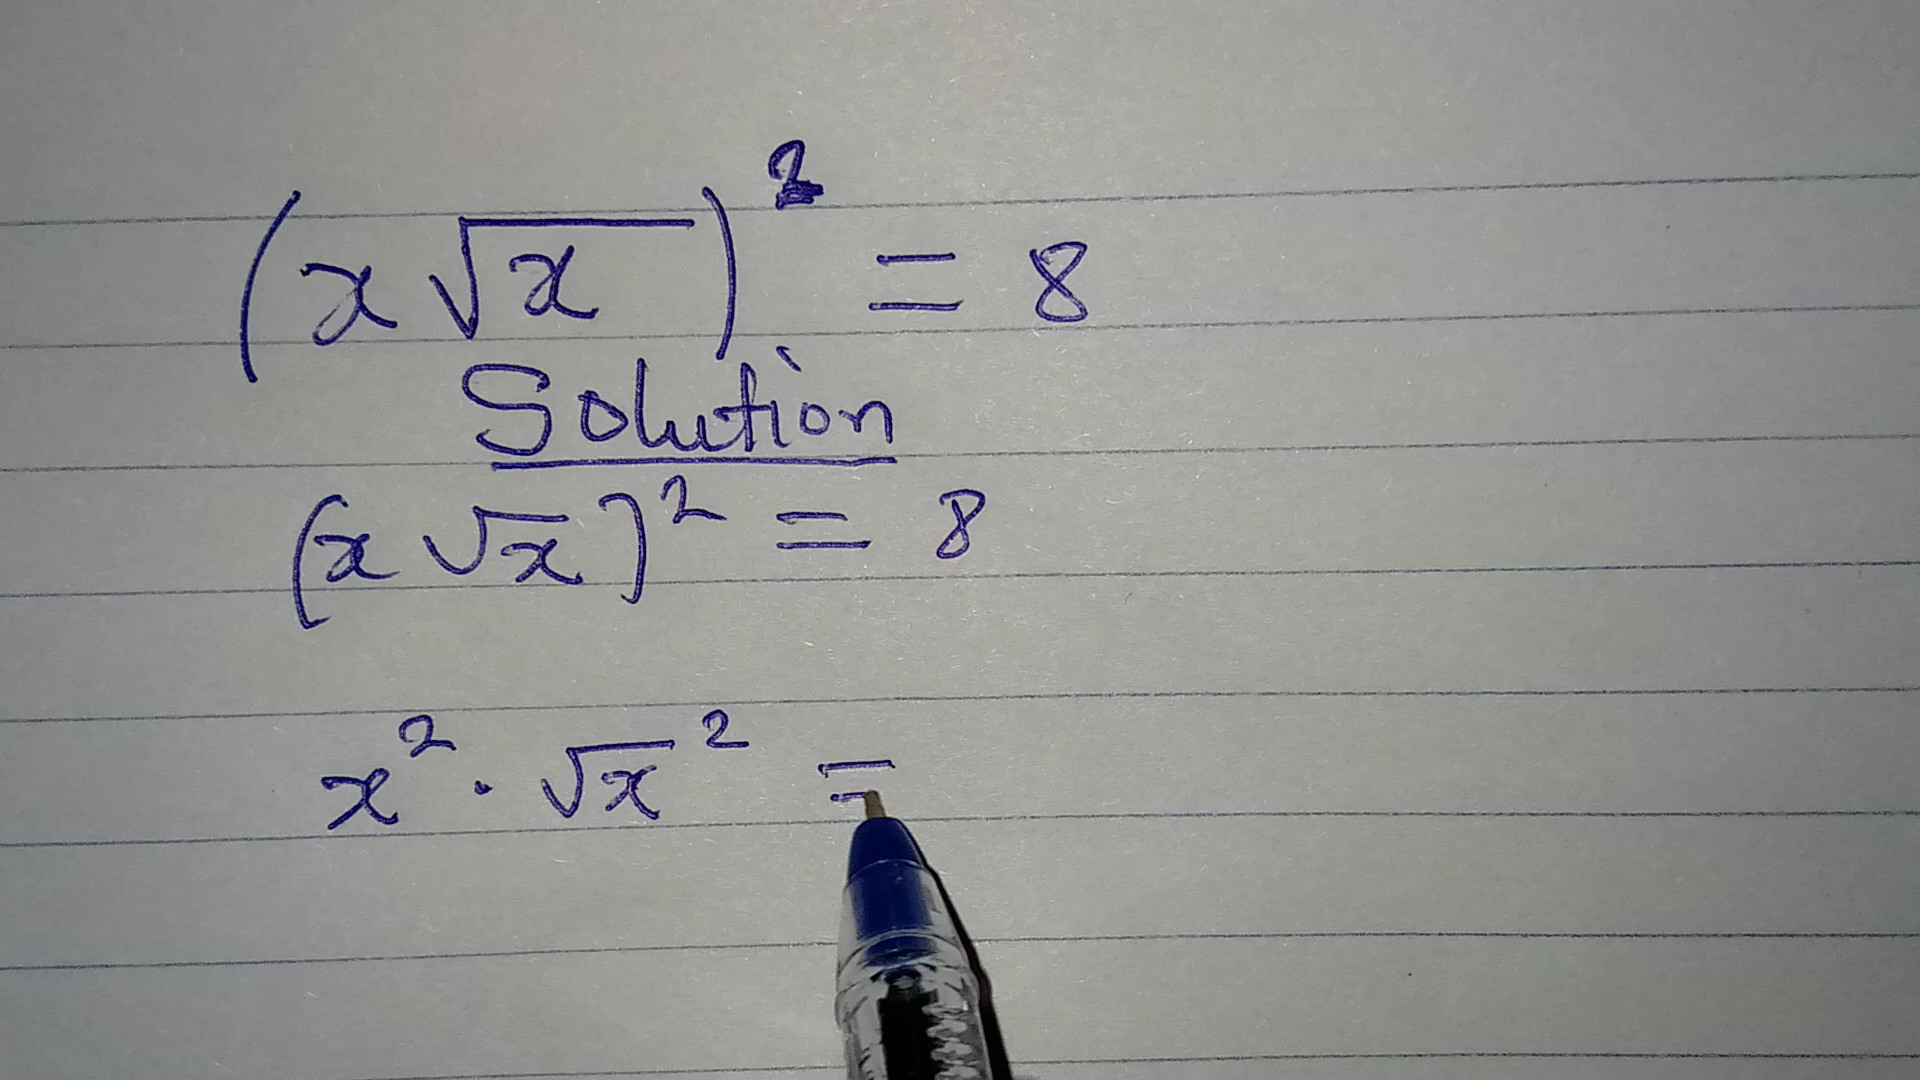 (x√x)² = 8
Solution
(x√x)² = 8
x² · √x² =